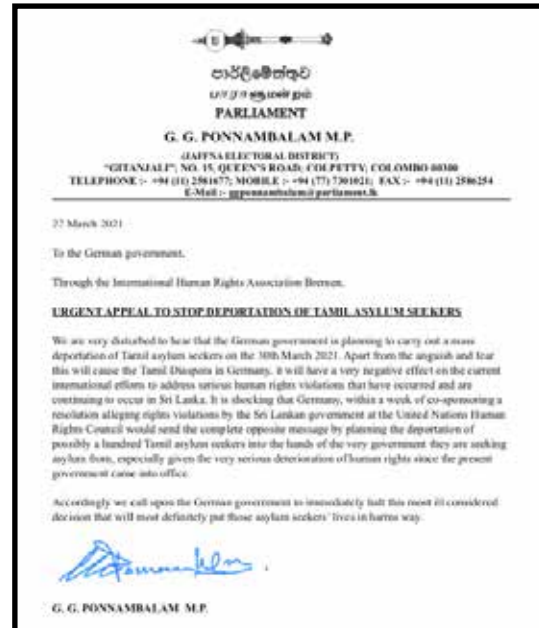 පාර්ලිමේන්තුව
பாராளுமன்றம்
PARLIAMENT
G. G. PONNAMBALAM M.P.
(JAFFNA ELECTORAL DISTRICT)
"GITANJALI"; NO. 15, QUEEN'S ROAD; COLPETTY; COLOMBO 00300
TELEPHONE :- +94 (11) 2581677; MOBILE :- +94 (77) 7301021; FAX :- +94 (11) 2586254
E-Mail :- ggponnambalam@parliament.lk
27 March 2021
To the German government,
Through the International Human Rights Association Bremen.
URGENT APPEAL TO STOP DEPORTATION OF TAMIL ASYLUM SEEKERS
We are very disturbed to hear that the German government is planning to carry out a mass
deportation of Tamil asylum seekers on the 30th March 2021. Apart from the anguish and fear
this will cause the Tamil Diaspora in Germany, it will have a very negative effect on the current
international efforts to address serious human rights violations that have occurred and are
continuing to occur in Sri Lanka. It is shocking that Germany, within a week of co-sponsoring a
resolution alleging rights violations by the Sri Lankan government at the United Nations Human
Rights Council would send the complete opposite message by planning the deportation of
possibly a hundred Tamil asylum seekers into the hands of the very government they are seeking
asylum from, especially given the very serious deterioration of human rights since the present
government came into office.
Accordingly we call upon the German government to immediately halt this most ill considered
decision that will most definitely put those asylum seekers' lives in harms way.
G. G. PONNAMBALAM M.P.